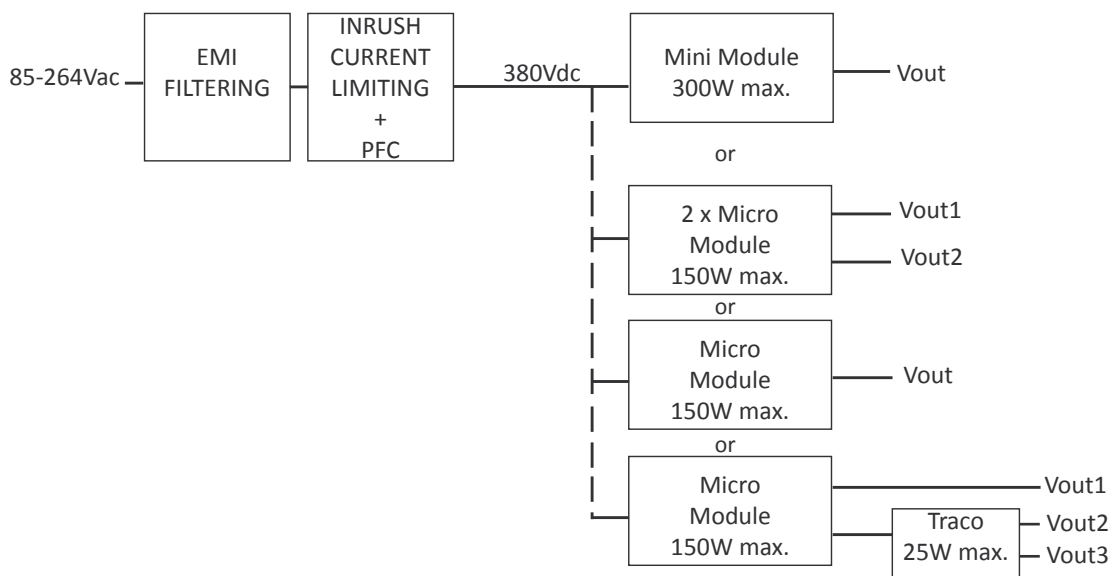 85-264Vac
EMI
FILTERING
INRUSH
CURRENT
LIMITING
+
PFC
380Vdc
Mini Module
300W max.
Vout
or
2 x Micro
Module
150W max.
Vout1
Vout2
or
Micro
Module
150W max.
Vout
or
Micro
Module
150W max.
Vout1
Traco
25W max.
Vout2
Vout3